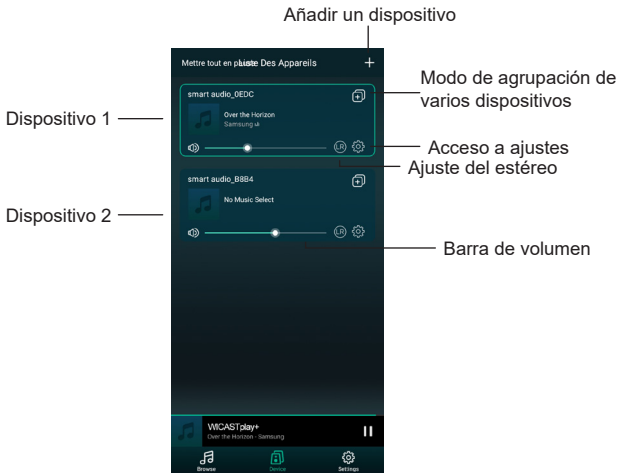 Añadir un dispositivo
Mettre tout en pause Liste Des Appareils
+
smart audio_0EDC
Modo de agrupación de
varios dispositivos
Over the Horizon
Samsung
Dispositivo 1
LR
Acceso a ajustes
Ajuste del estéreo
smart audio_B8B4
No Music Select
Dispositivo 2
LR
Barra de volumen
WiCASTplay+
Over the Horizon - Samsung
Browse
Device
Settings